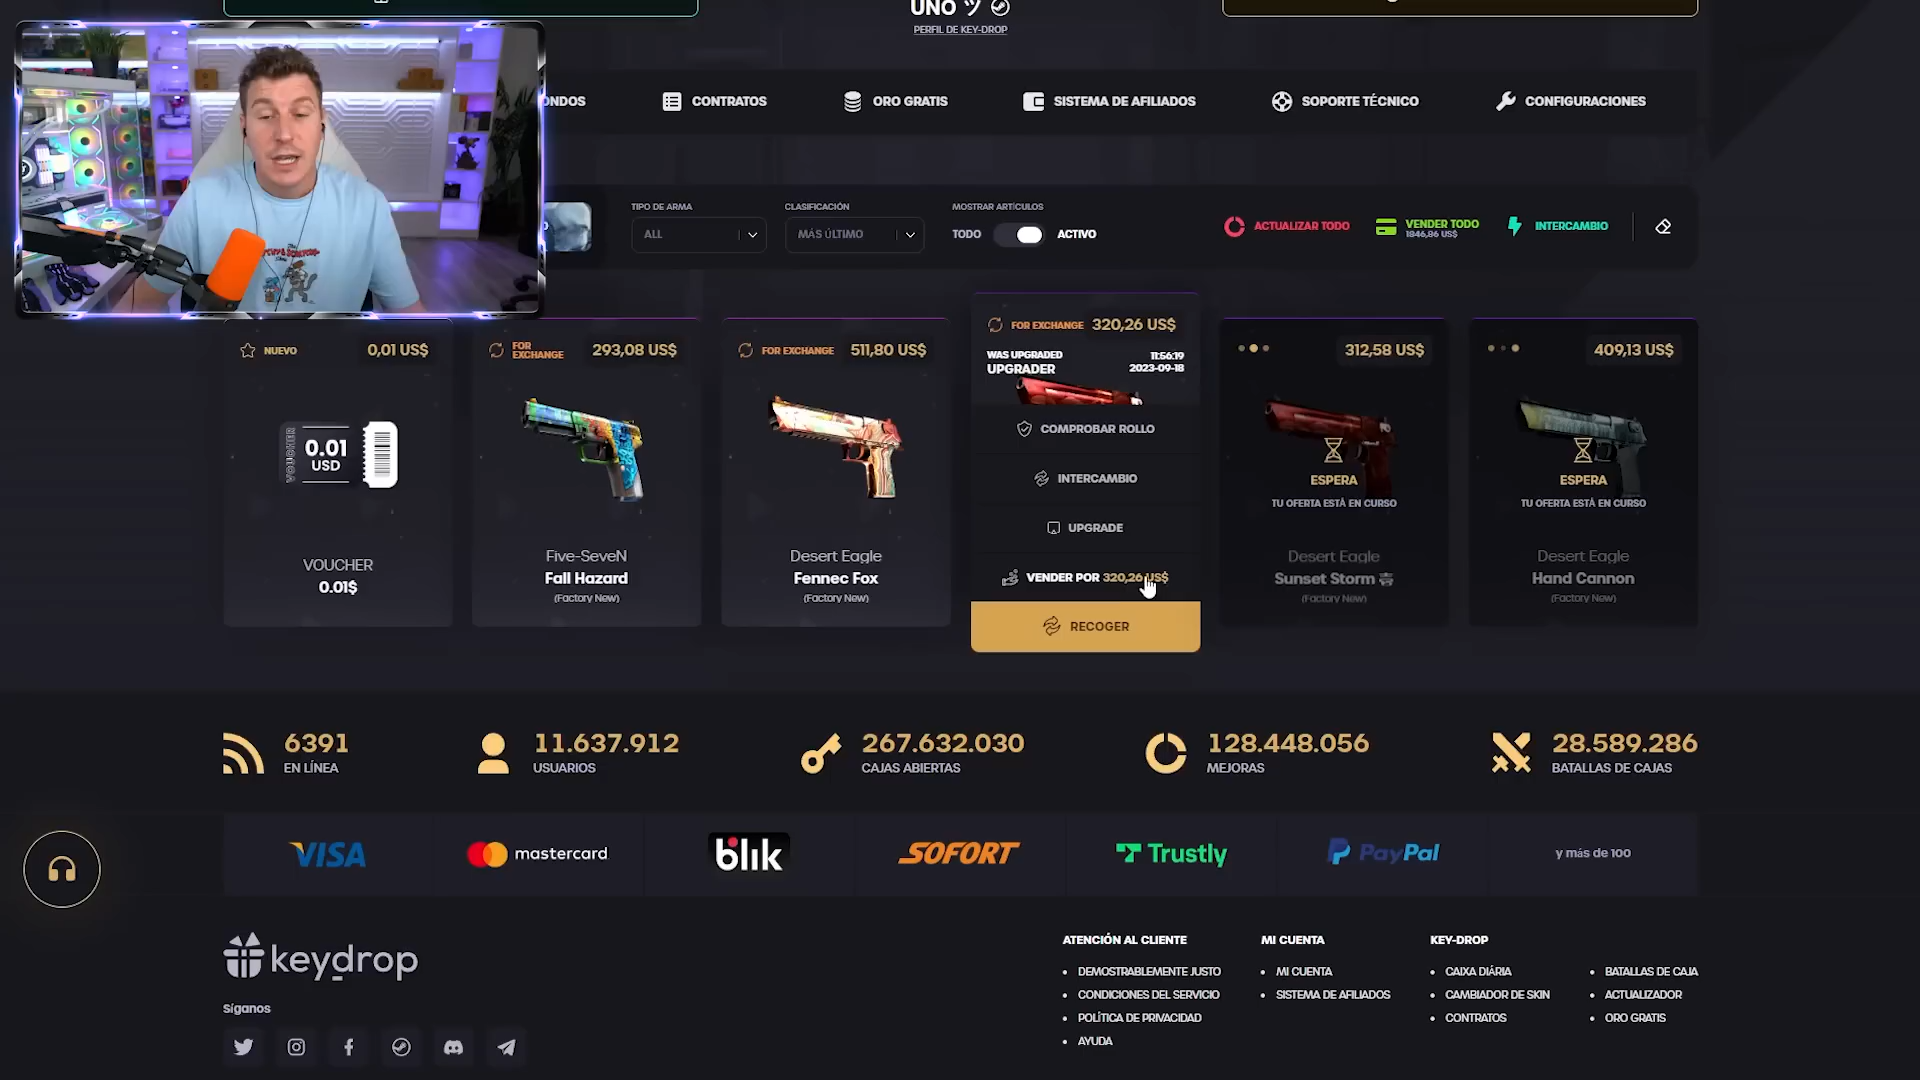 UNO ツ
PERFIL DE KEY-DROP
ONDOS
CONTRATOS
ORO GRATIS
SISTEMA DE AFILIADOS
SOPORTE TÉCNICO
CONFIGURACIONES
TIPO DE ARMA
ALL
CLASIFICACIÓN
MÁS ÚLTIMO
MOSTRAR ARTÍCULOS
TODO
ACTIVO
ACTUALIZAR TODO
VENDER TODO
1846,86 US$
INTERCAMBIO
NUEVO
0,01 US$
VOUCHER
0.01
USD
VOUCHER
0.01$
FOR
EXCHANGE
293,08 US$
Five-SeveN
Fall Hazard
(Factory New)
FOR EXCHANGE
511,80 US$
Desert Eagle
Fennec Fox
(Factory New)
FOR EXCHANGE
320,26 US$
WAS UPGRADED
UPGRADER
11:56:19
2023-09-18
COMPROBAR ROLLO
INTERCAMBIO
UPGRADE
VENDER POR 320,26 US$
RECOGER
312,58 US$
ESPERA
TU OFERTA ESTÁ EN CURSO
Desert Eagle
Sunset Storm 壱
(Factory New)
409,13 US$
ESPERA
TU OFERTA ESTÁ EN CURSO
Desert Eagle
Hand Cannon
(Factory New)
6391
EN LÍNEA
11.637.912
USUARIOS
267.632.030
CAJAS ABIERTAS
128.448.056
MEJORAS
28.589.286
BATALLAS DE CAJAS
VISA
mastercard
blik
SOFORT
Trustly
PayPal
y más de 100
keydrop
Síganos
ATENCIÓN AL CLIENTE
DEMOSTRABLEMENTE JUSTO
CONDICIONES DEL SERVICIO
POLÍTICA DE PRIVACIDAD
AYUDA
MI CUENTA
MI CUENTA
SISTEMA DE AFILIADOS
KEY-DROP
CAIXA DIÁRIA
CAMBIADOR DE SKIN
CONTRATOS
BATALLAS DE CAJA
ACTUALIZADOR
ORO GRATIS